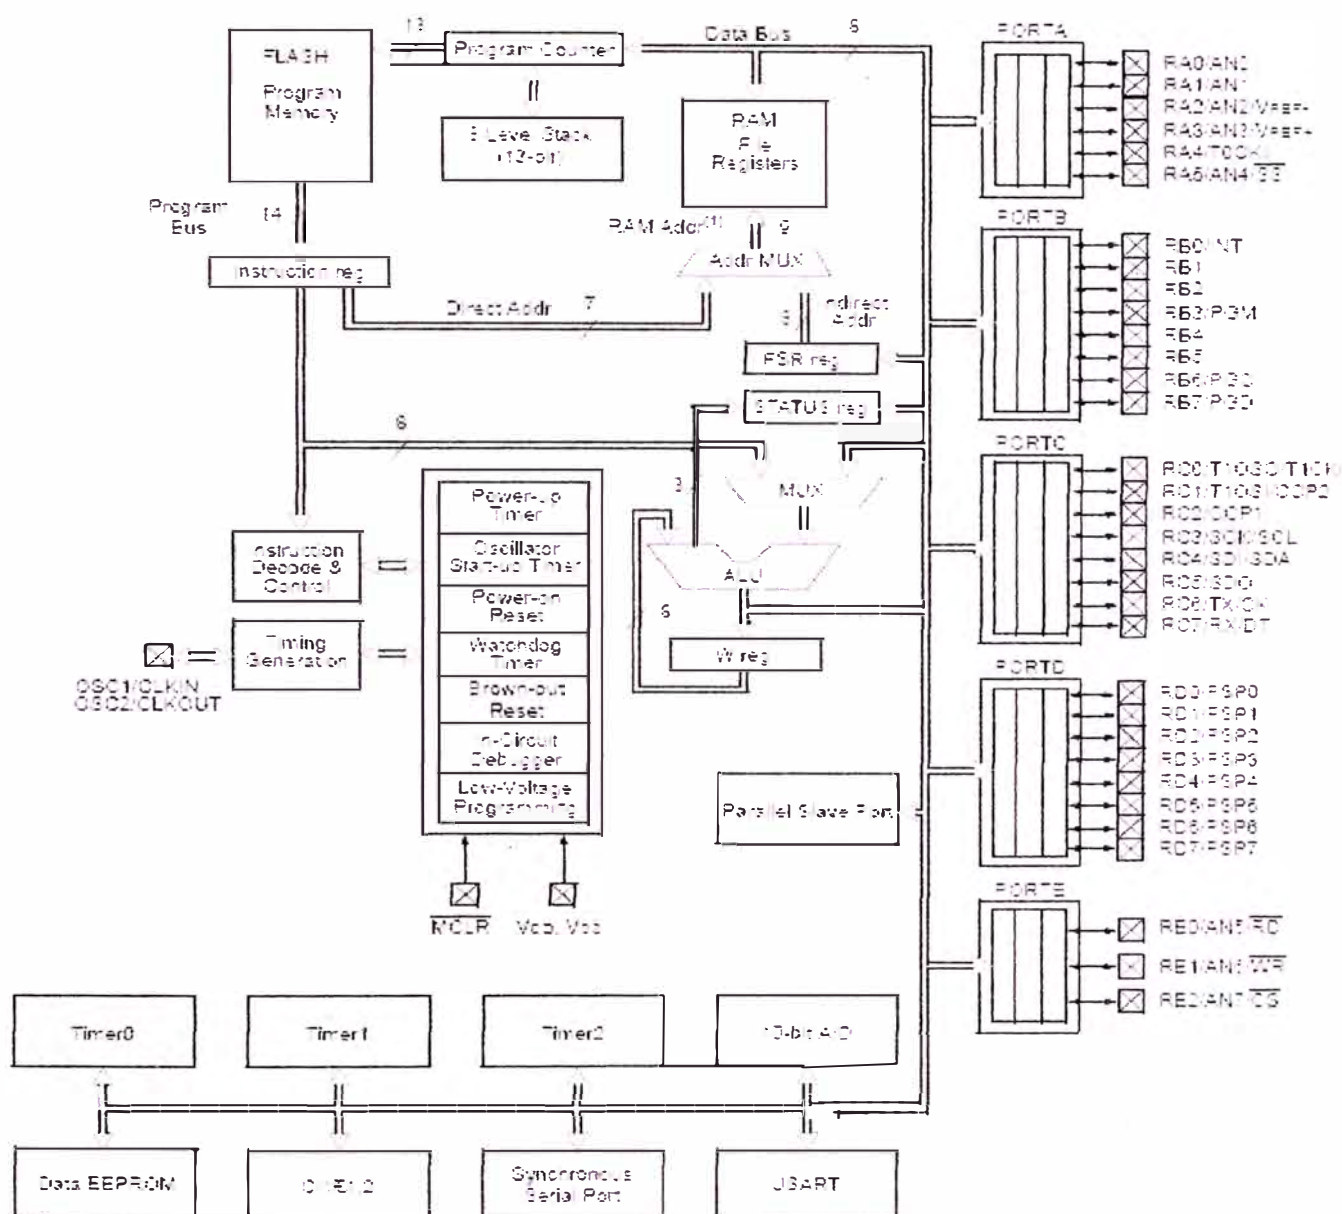 FLASH
Program
Memory
13
Program Counter
Data Bus
8
8 Level Stack
(13-bit)
RAM
File
Registers
Program
Bus
14
RAM Addr(1)
9
Addr MUX
Instruction reg
Direct Addr
7
8
Indirect
Addr
FSR reg
STATUS reg
8
3
MUX
ALU
8
W reg
Instruction
Decode &
Control
Timing
Generation
OSC1/CLKIN
OSC2/CLKOUT
Power-up
Timer
Oscillator
Start-up Timer
Power-on
Reset
Watchdog
Timer
Brown-out
Reset
In-Circuit
Debugger
Low-Voltage
Programming
MCLR
Parallel Slave Port
PORTA
RA0/AN0
RA1/AN1
RA4/T0CKI
RA5/AN4/SS
PORTB
RB0/INT
RB1
RB2
RB3/PGM
RB4
RB5
RB6/PGC
RB7/PGD
PORTC
RC0/T1OSO/T1CKI
RC1/T1OSI/CCP2
RC2/CCP1
RC3/SCK/SCL
RC4/SDI/SDA
RC5/SDO
RC6/TX/CK
RC7/RX/DT
PORTD
RD0/PSP0
RD1/PSP1
RD2/PSP2
RD3/PSP3
RD4/PSP4
RD5/PSP5
RD6/PSP6
RD7/PSP7
PORTE
RE0/AN5/RD
RE1/AN6/WR
RE2/AN7/CS
Timer0
Timer1
Timer2
10-bit A/D
Data EEPROM
Synchronous
Serial Port
USART